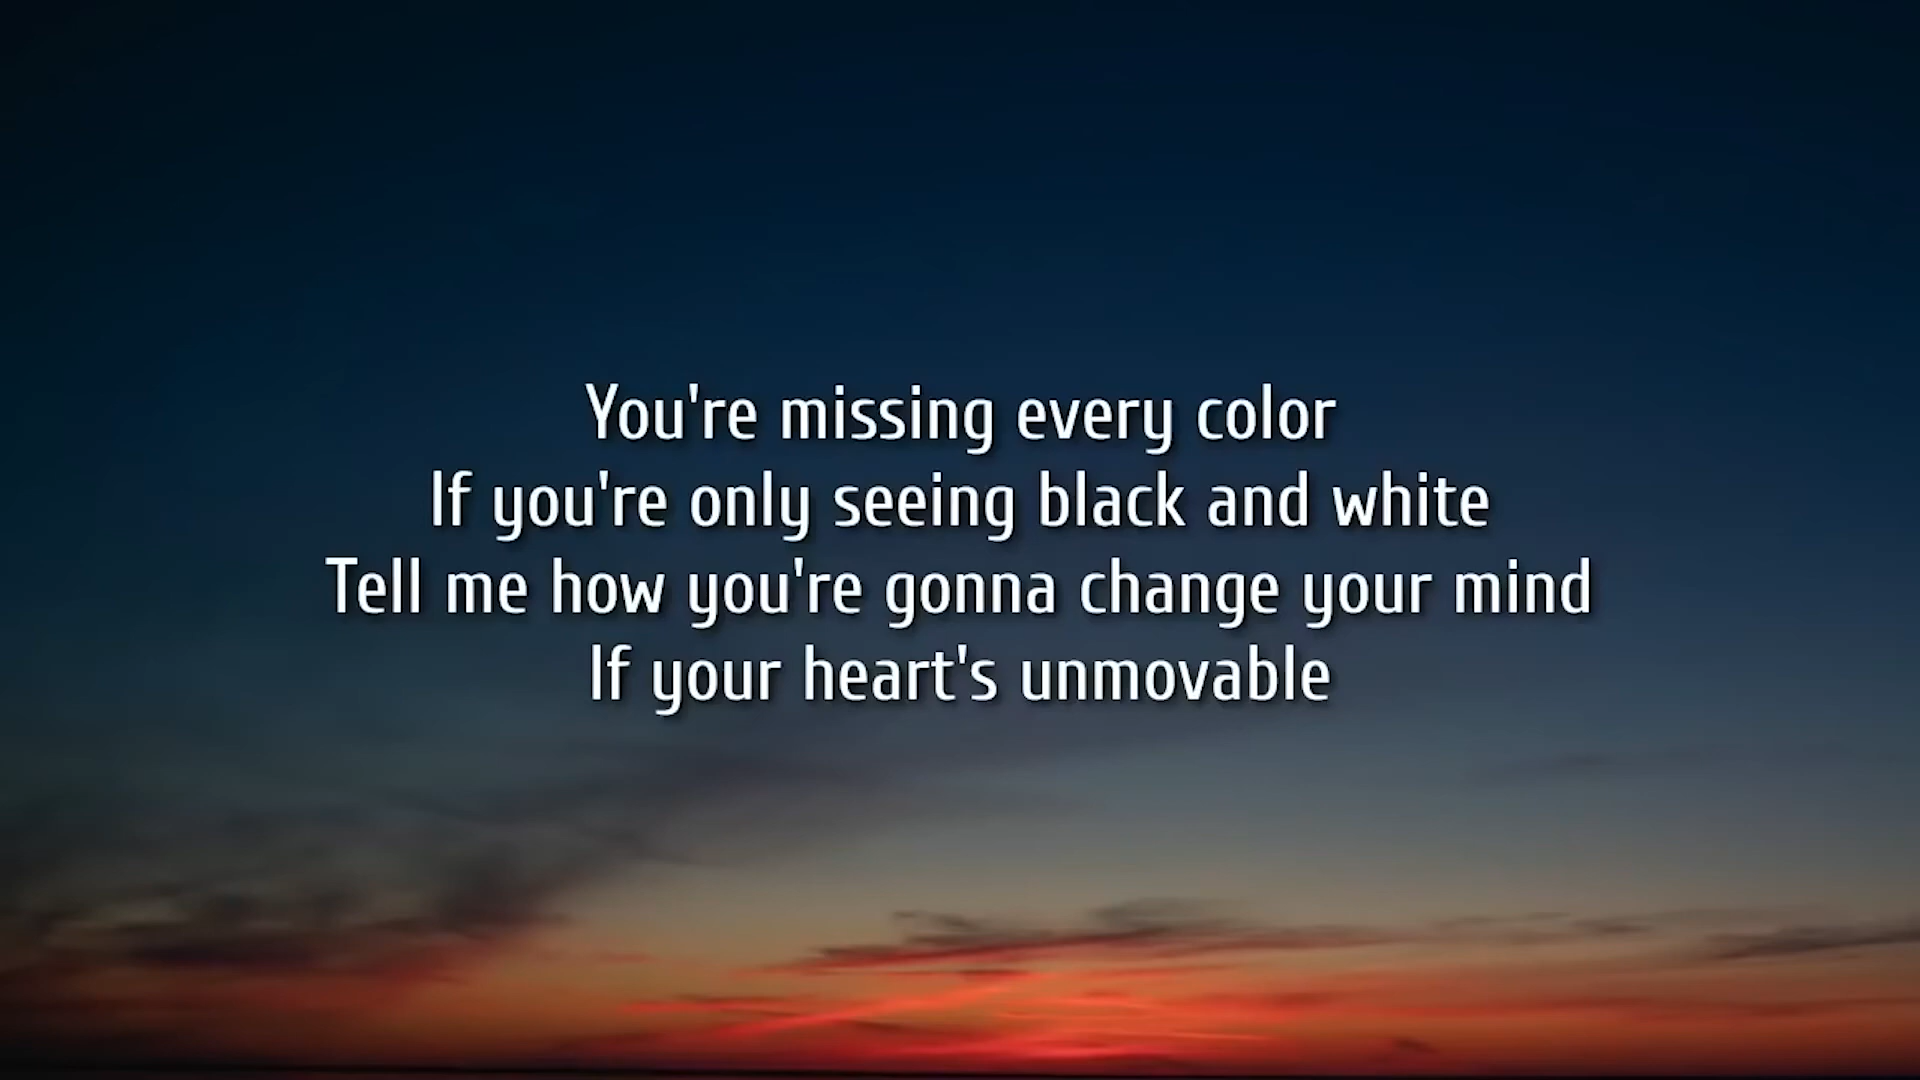 You're missing every color
If you're only seeing black and white
Tell me how you're gonna change your mind
If your heart's unmovable